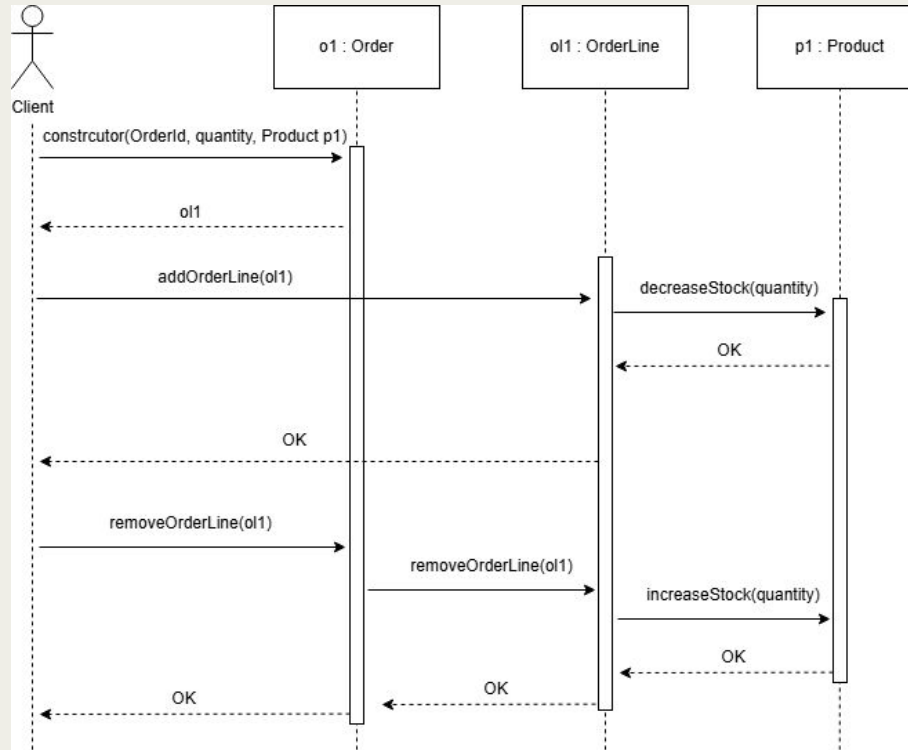 o1 : Order
ol1 : OrderLine
p1 : Product
Client
constrcutor(OrderId, quantity, Product p1)
ol1
addOrderLine(ol1)
decreaseStock(quantity)
OK
OK
removeOrderLine(ol1)
removeOrderLine(ol1)
increaseStock(quantity)
OK
OK
OK